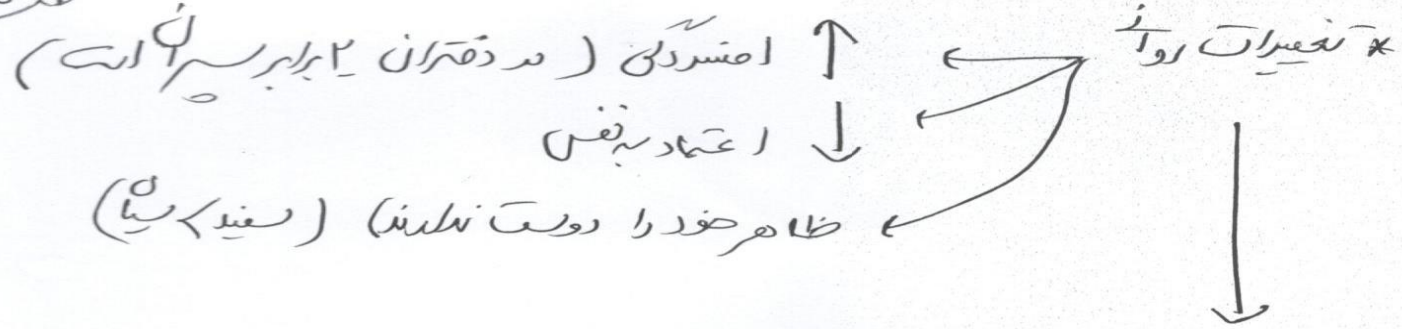 * تغییرات روانی ← ↑ افسردگی (در دختران ۲ برابر پسران است)
↓ اعتماد به نفس
ظاهر خود را دوست ندارند (سفید > سیاه)